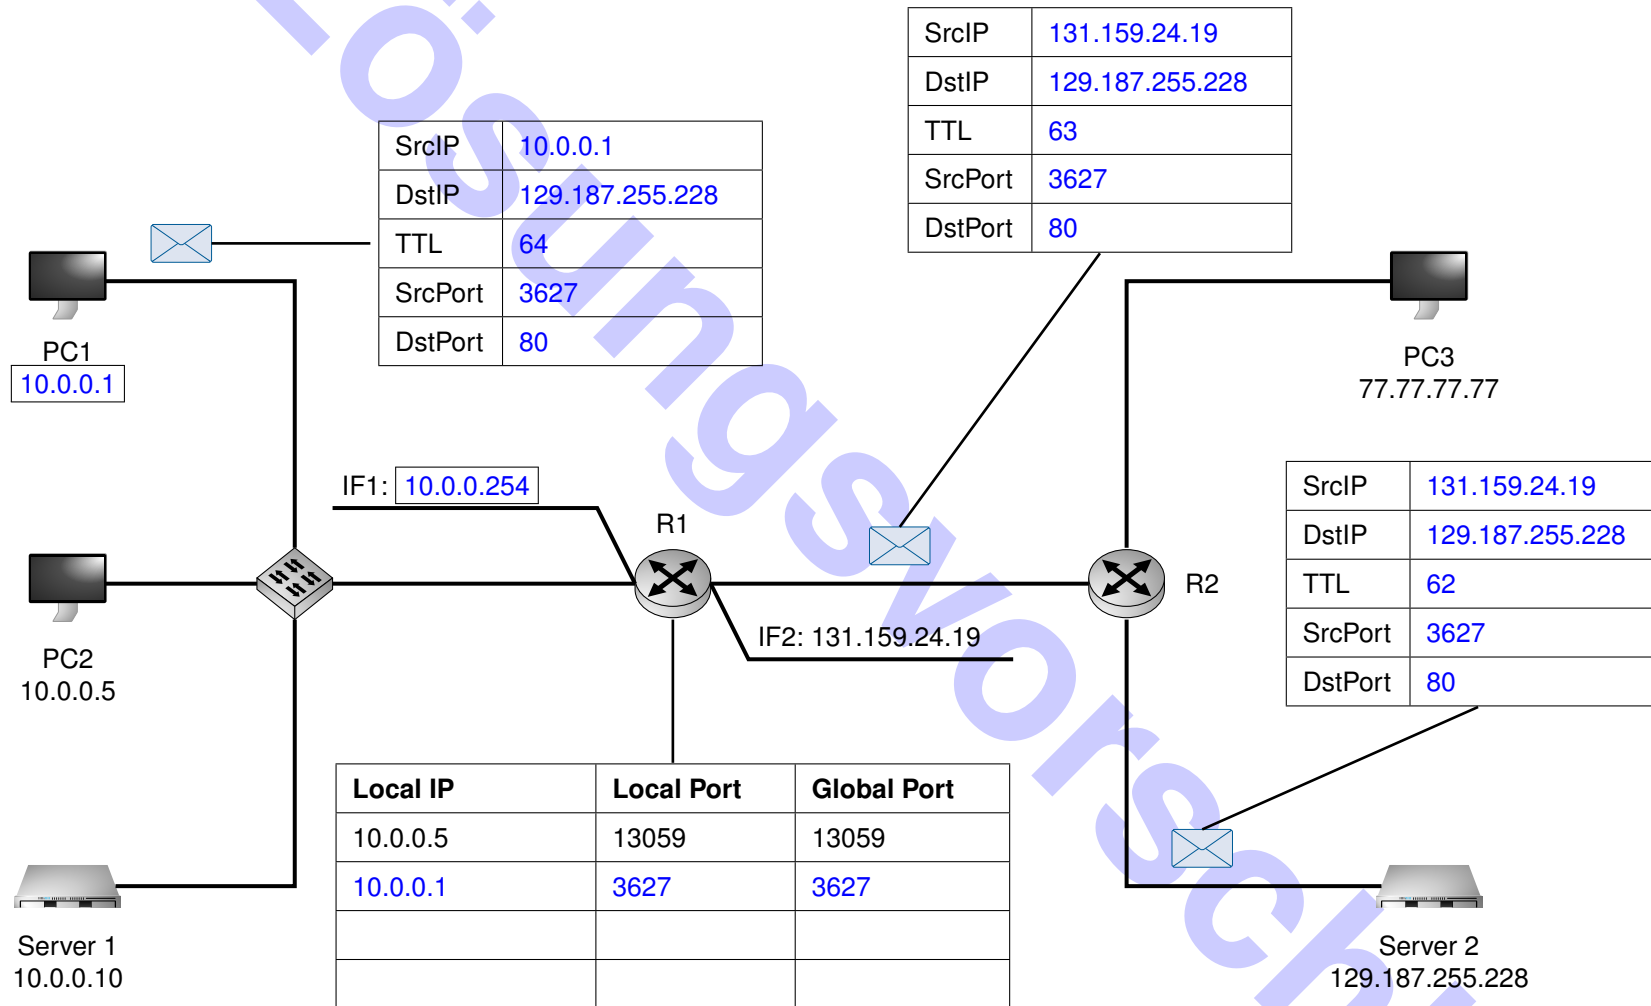 SrcIP 131.159.24.19
DstIP 129.187.255.228
TTL 63
SrcPort 3627
DstPort 80
SrcIP 10.0.0.1
DstIP 129.187.255.228
TTL 64
SrcPort 3627
DstPort 80
PC1
10.0.0.1
PC3
77.77.77.77
IF1: 10.0.0.254
R1
SrcIP 131.159.24.19
DstIP 129.187.255.228
TTL 62
SrcPort 3627
DstPort 80
R2
IF2: 131.159.24.19
PC2
10.0.0.5
Local IP Local Port Global Port
10.0.0.5 13059 13059
10.0.0.1 3627 3627
Server 1
10.0.0.10
Server 2
129.187.255.228
Lösungsvorsch